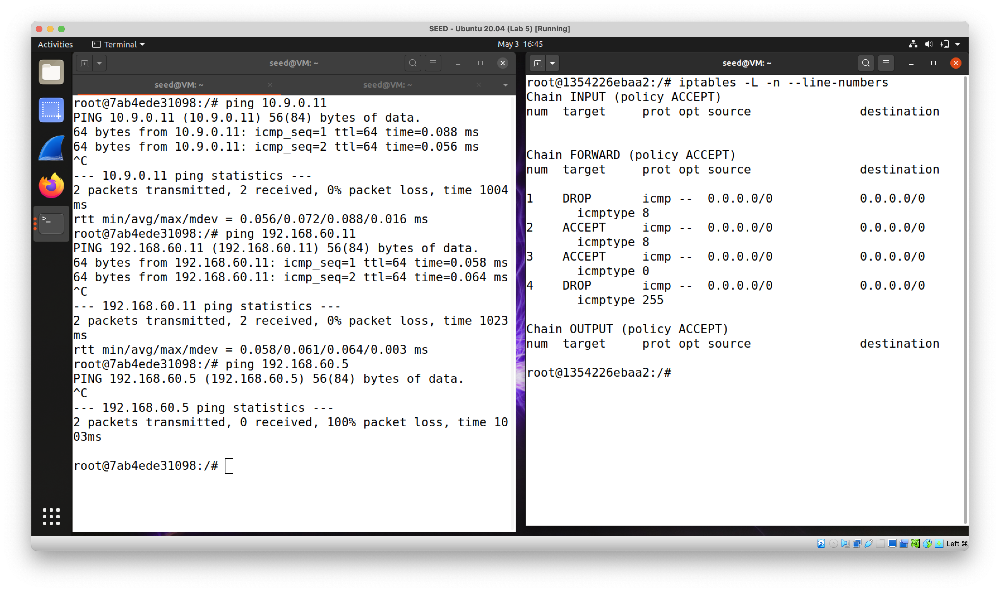 SEED - Ubuntu 20.04 (Lab 5) [Running]
Activities
Terminal
May 3 16:45
seed@VM: ~
seed@VM: ~
seed@VM: ~
root@7ab4ede31098:/# ping 10.9.0.11
PING 10.9.0.11 (10.9.0.11) 56(84) bytes of data.
64 bytes from 10.9.0.11: icmp_seq=1 ttl=64 time=0.088 ms
64 bytes from 10.9.0.11: icmp_seq=2 ttl=64 time=0.056 ms
^C
--- 10.9.0.11 ping statistics ---
2 packets transmitted, 2 received, 0% packet loss, time 1004
ms
rtt min/avg/max/mdev = 0.056/0.072/0.088/0.016 ms
root@7ab4ede31098:/# ping 192.168.60.11
PING 192.168.60.11 (192.168.60.11) 56(84) bytes of data.
64 bytes from 192.168.60.11: icmp_seq=1 ttl=64 time=0.058 ms
64 bytes from 192.168.60.11: icmp_seq=2 ttl=64 time=0.064 ms
^C
--- 192.168.60.11 ping statistics ---
2 packets transmitted, 2 received, 0% packet loss, time 1023
ms
rtt min/avg/max/mdev = 0.058/0.061/0.064/0.003 ms
root@7ab4ede31098:/# ping 192.168.60.5
PING 192.168.60.5 (192.168.60.5) 56(84) bytes of data.
^C
--- 192.168.60.5 ping statistics ---
2 packets transmitted, 0 received, 100% packet loss, time 10
03ms
root@7ab4ede31098:/#
seed@VM: ~
root@1354226ebaa2:/# iptables -L -n --line-numbers
Chain INPUT (policy ACCEPT)
num  target     prot opt source               destination
Chain FORWARD (policy ACCEPT)
num  target     prot opt source               destination
1    DROP       icmp --  0.0.0.0/0            0.0.0.0/0
       icmptype 8
2    ACCEPT     icmp --  0.0.0.0/0            0.0.0.0/0
       icmptype 8
3    ACCEPT     icmp --  0.0.0.0/0            0.0.0.0/0
       icmptype 0
4    DROP       icmp --  0.0.0.0/0            0.0.0.0/0
       icmptype 255
Chain OUTPUT (policy ACCEPT)
num  target     prot opt source               destination
root@1354226ebaa2:/#
Left ⌘